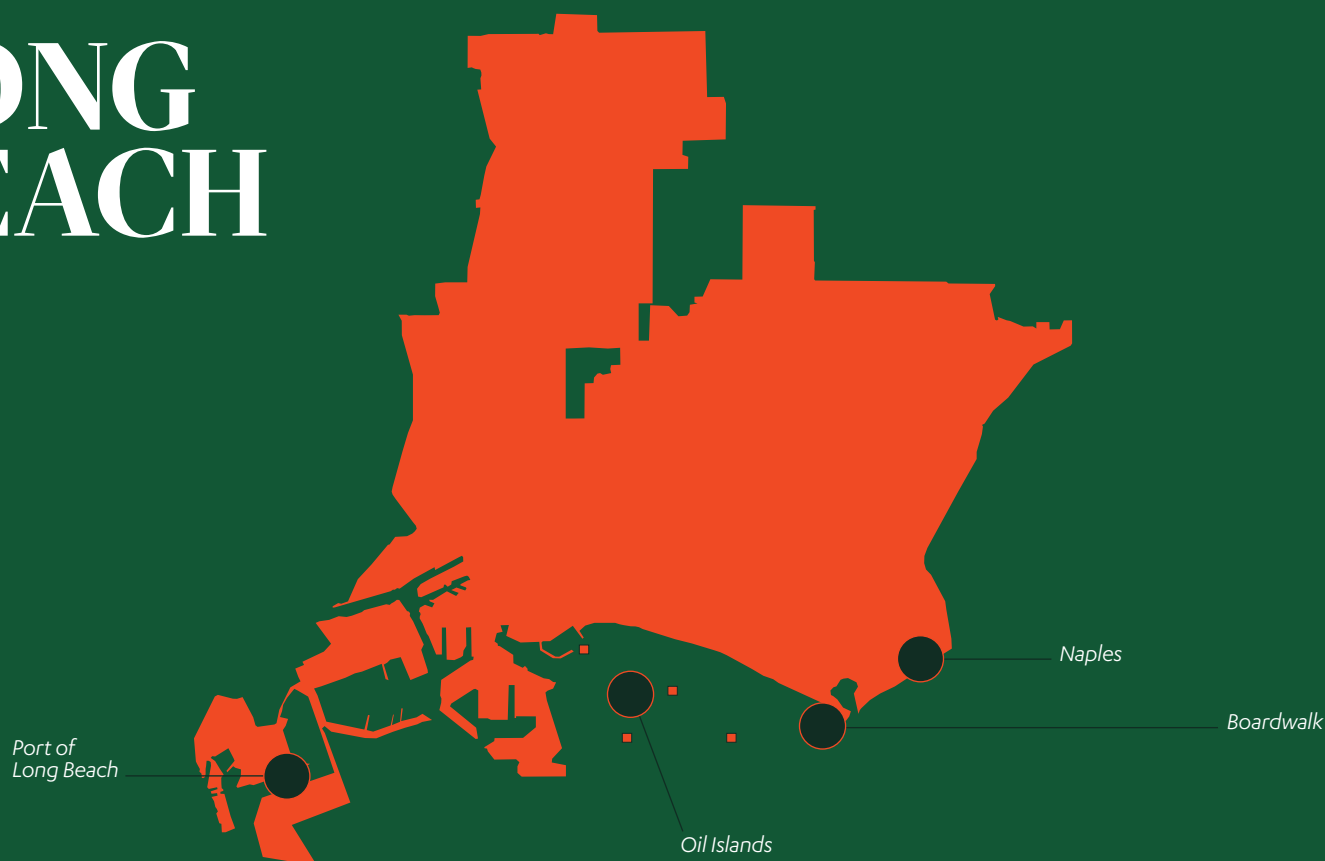 ONG
EACH
Naples
Boardwalk
Port of
Long Beach
Oil Islands